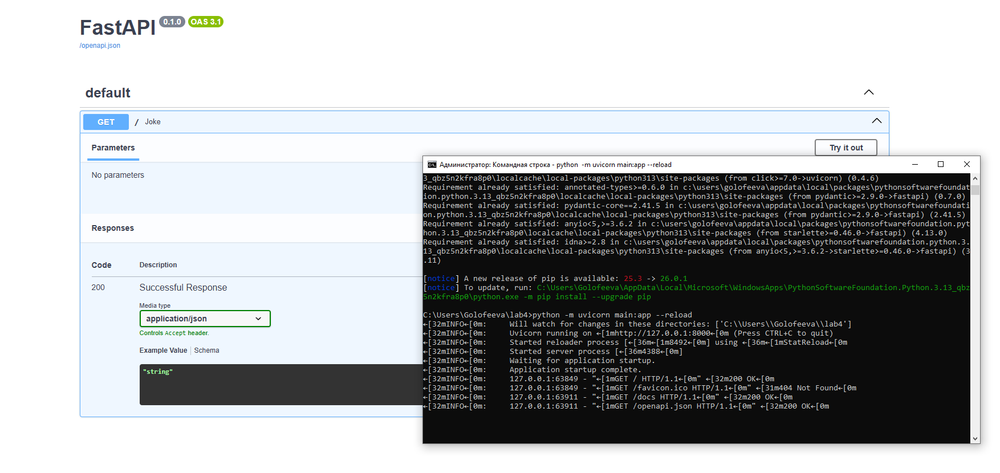 FastAPI 0.1.0 OAS 3.1
/openapi.json
default
GET / Joke
Parameters
Try it out
No parameters
Responses
Code Description
200 Successful Response
Media type
application/json
Controls Accept header.
Example Value Schema
"string"
Администратор: Командная строка - python  -m uvicorn main:app --reload
3_qbz5n2kfra8p0\localcache\local-packages\python313\site-packages (from click>=7.0->uvicorn) (0.4.6)
Requirement already satisfied: annotated-types>=0.6.0 in c:\users\golofeeva\appdata\local\packages\pythonsoftwarefoundat
ion.python.3.13_qbz5n2kfra8p0\localcache\local-packages\python313\site-packages (from pydantic>=2.9.0->fastapi) (0.7.0)
Requirement already satisfied: pydantic-core==2.41.5 in c:\users\golofeeva\appdata\local\packages\pythonsoftwarefoundati
on.python.3.13_qbz5n2kfra8p0\localcache\local-packages\python313\site-packages (from pydantic>=2.9.0->fastapi) (2.41.5)
Requirement already satisfied: anyio<5,>=3.6.2 in c:\users\golofeeva\appdata\local\packages\pythonsoftwarefoundation.pyt
hon.3.13_qbz5n2kfra8p0\localcache\local-packages\python313\site-packages (from starlette>=0.46.0->fastapi) (4.13.0)
Requirement already satisfied: idna>=2.8 in c:\users\golofeeva\appdata\local\packages\pythonsoftwarefoundation.python.3.
13_qbz5n2kfra8p0\localcache\local-packages\python313\site-packages (from anyio<5,>=3.6.2->starlette>=0.46.0->fastapi) (3
.11)
[notice] A new release of pip is available: 25.3 -> 26.0.1
[notice] To update, run: C:\Users\Golofeeva\AppData\Local\Microsoft\WindowsApps\PythonSoftwareFoundation.Python.3.13_qbz
5n2kfra8p0\python.exe -m pip install --upgrade pip
C:\Users\Golofeeva\lab4>python -m uvicorn main:app --reload
←[32mINFO←[0m:     Will watch for changes in these directories: ['C:\\Users\\Golofeeva\\lab4']
←[32mINFO←[0m:     Uvicorn running on ←[1mhttp://127.0.0.1:8000←[0m (Press CTRL+C to quit)
←[32mINFO←[0m:     Started reloader process [←[36m←[1m8492←[0m] using ←[36m←[1mStatReload←[0m
←[32mINFO←[0m:     Started server process [←[36m4388←[0m]
←[32mINFO←[0m:     Waiting for application startup.
←[32mINFO←[0m:     Application startup complete.
←[32mINFO←[0m:     127.0.0.1:63849 - "←[1mGET / HTTP/1.1←[0m" ←[32m200 OK←[0m
←[32mINFO←[0m:     127.0.0.1:63849 - "←[1mGET /favicon.ico HTTP/1.1←[0m" ←[31m404 Not Found←[0m
←[32mINFO←[0m:     127.0.0.1:63911 - "←[1mGET /docs HTTP/1.1←[0m" ←[32m200 OK←[0m
←[32mINFO←[0m:     127.0.0.1:63911 - "←[1mGET /openapi.json HTTP/1.1←[0m" ←[32m200 OK←[0m